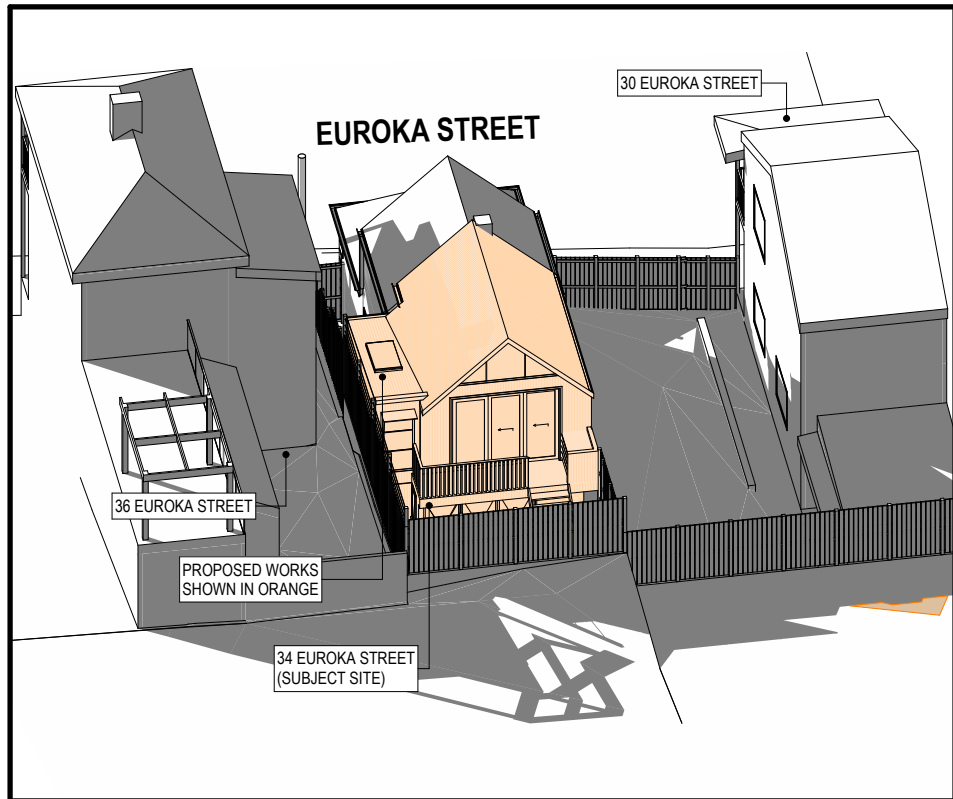 30 EUROKA STREET
EUROKA STREET
36 EUROKA STREET
PROPOSED WORKS
SHOWN IN ORANGE
34 EUROKA STREET
(SUBJECT SITE)